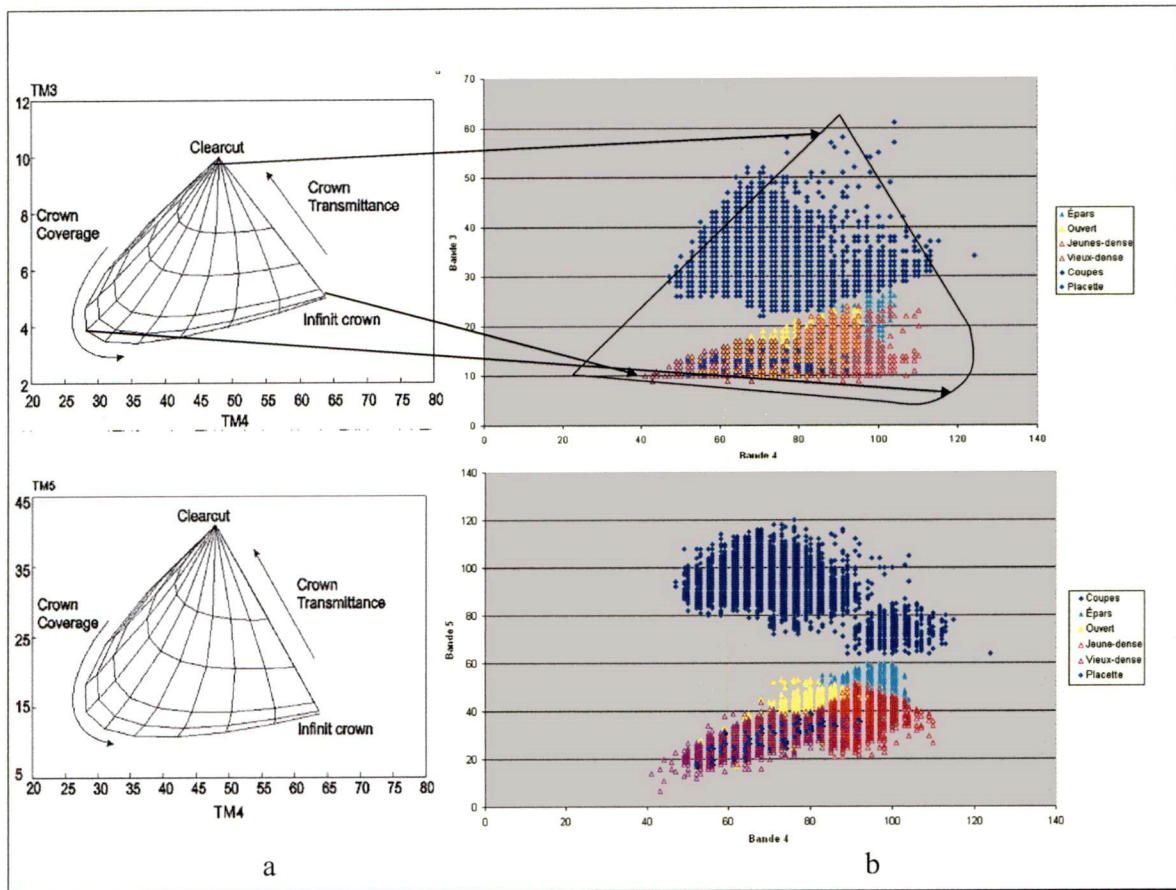 TM3
12
10
8
6
4
2
Clearcut
Crown
Transmittance
Crown
Coverage
Infinit crown
20 25 30 35 40 45 50 55 60 65 70 75 80
TM4
70
60
50
40
30
20
10
0
Bande 3
0 20 40 60 80 100 120 140
Bande 4
Épars
Ouvert
Jeunes-dense
Vieux-dense
Coupes
Placette
TM5
45
35
25
15
5
Clearcut
Crown
Transmittance
Crown
Coverage
Infinit crown
20 25 30 35 40 45 50 55 60 65 70 75 80
TM4
140
120
100
80
60
40
20
0
Bande 5
0 20 40 60 80 100 120 140
Bande 4
Coupes
Épars
Ouvert
Jeune-dense
Vieux-dense
Placette
a b